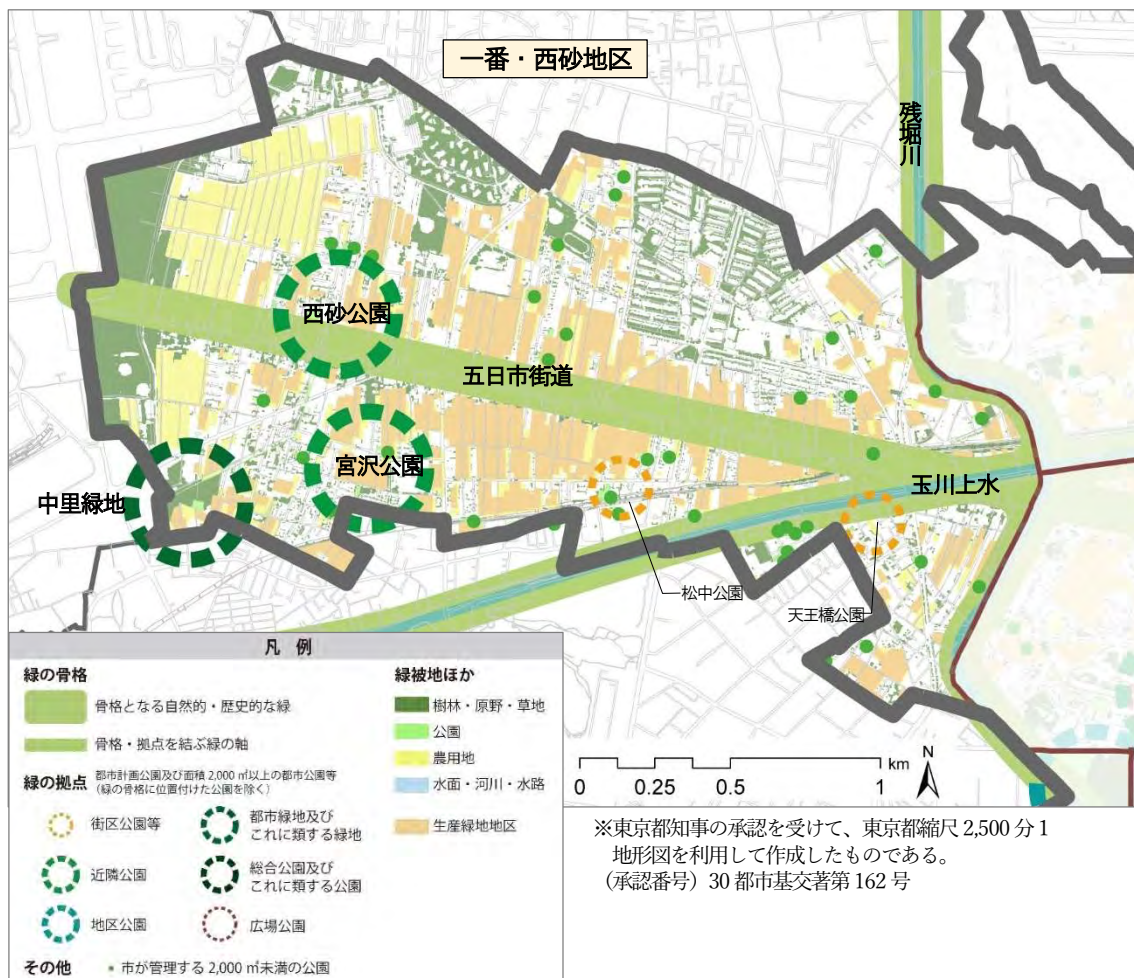 一番・西砂地区
残堀川
西砂公園
五日市街道
宮沢公園
中里緑地
玉川上水
松中公園
天王橋公園
凡 例
緑の骨格
骨格となる自然的・歴史的な緑
骨格・拠点を結ぶ緑の軸
緑の拠点 都市計画公園及び面積 2,000 ㎡以上の都市公園等
(緑の骨格に位置付けた公園を除く)
街区公園等
近隣公園
地区公園
都市緑地及び
これに類する緑地
総合公園及び
これに類する公園
広場公園
その他 ・市が管理する 2,000 ㎡未満の公園
緑被地ほか
樹林・原野・草地
公園
農用地
水面・河川・水路
生産緑地地区
0 0.25 0.5 1 km
N
※東京都知事の承認を受けて、東京都縮尺 2,500 分 1
地形図を利用して作成したものである。
(承認番号) 30 都市基交著第 162 号